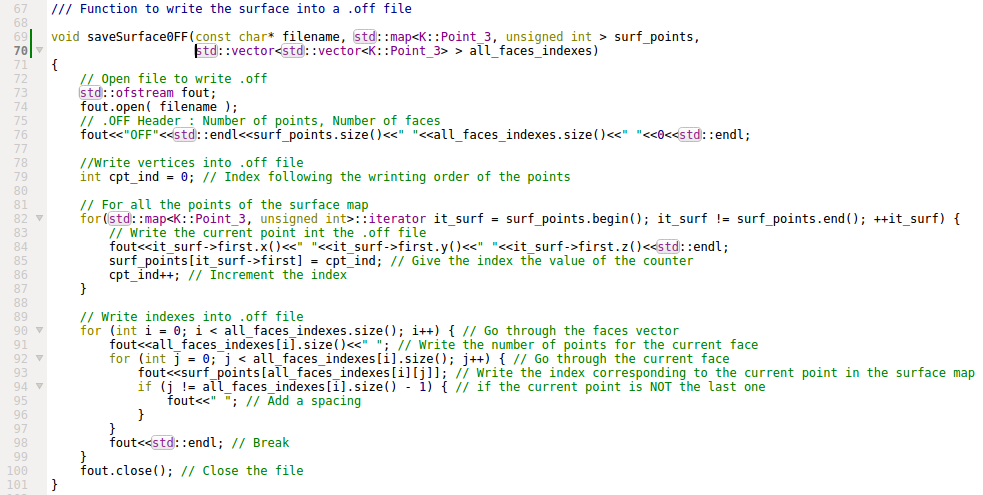 67 /// Function to write the surface into a .off file
68
69 void saveSurfaceOFF(const char* filename, std::map<K::Point_3, unsigned int > surf_points,
70 std::vector<std::vector<K::Point_3> > all_faces_indexes)
71 {
72 // Open file to write .off
73 std::ofstream fout;
74 fout.open( filename );
75 // .OFF Header : Number of points, Number of faces
76 fout<<"OFF"<<std::endl<<surf_points.size()<<" "<<all_faces_indexes.size()<<" "<<0<<std::endl;
77
78 //Write vertices into .off file
79 int cpt_ind = 0; // Index following the wrinting order of the points
80
81 // For all the points of the surface map
82 for(std::map<K::Point_3, unsigned int>::iterator it_surf = surf_points.begin(); it_surf != surf_points.end(); ++it_surf) {
83 // Write the current point int the .off file
84 fout<<it_surf->first.x()<<" "<<it_surf->first.y()<<" "<<it_surf->first.z()<<std::endl;
85 surf_points[it_surf->first] = cpt_ind; // Give the index the value of the counter
86 cpt_ind++; // Increment the index
87 }
88
89 // Write indexes into .off file
90 for (int i = 0; i < all_faces_indexes.size(); i++) { // Go through the faces vector
91 fout<<all_faces_indexes[i].size()<<" "; // Write the number of points for the current face
92 for (int j = 0; j < all_faces_indexes[i].size(); j++) { // Go through the current face
93 fout<<surf_points[all_faces_indexes[i][j]]; // Write the index corresponding to the current point in the surface map
94 if (j != all_faces_indexes[i].size() - 1) { // if the current point is NOT the last one
95 fout<<" "; // Add a spacing
96 }
97 }
98 fout<<std::endl; // Break
99 }
100 fout.close(); // Close the file
101 }